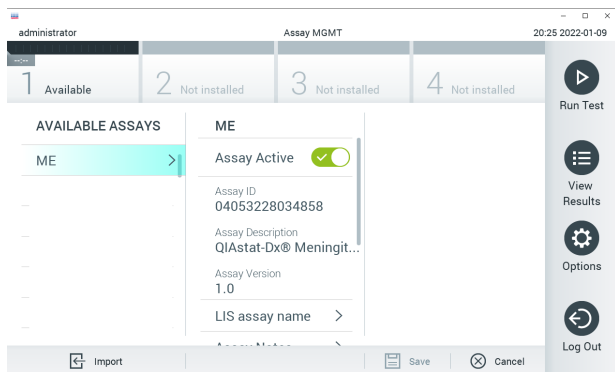 administrator
Assay MGMT
20:25 2022-01-09
--:--
1 Available
2 Not installed
3 Not installed
4 Not installed
Run Test
AVAILABLE ASSAYS
ME
ME
Assay Active
Assay ID
04053228034858
Assay Description
QIAstat-Dx® Meningit...
Assay Version
1.0
LIS assay name
View
Results
Options
Log Out
Import
Save
Cancel